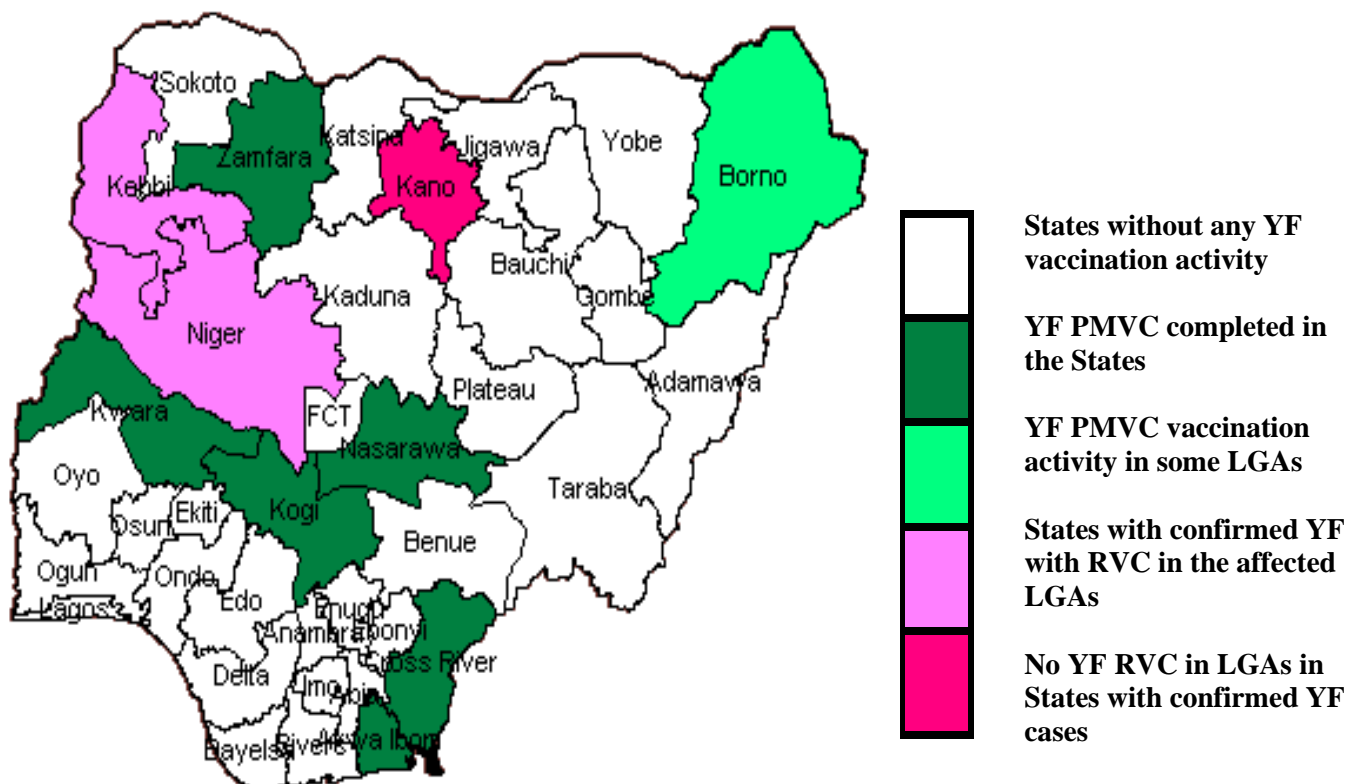 Sokoto
Katsina
Zamfara
Jigawa
Yobe
Kano
Borno
Kebbi
Bauchi
Gombe
Kaduna
Niger
Adamawa
Plateau
FCT
Kwara
Nasarawa
Oyo
Taraba
Kogi
Ekiti
Osun
Benue
Ogun
Ondo
Edo
Lagos
Enugu
Anambra
Ebonyi
Cross River
Delta
Imo
Abia
Bayelsa
Rivers
Akwa Ibom
States without any YF
vaccination activity
YF PMVC completed in
the States
YF PMVC vaccination
activity in some LGAs
States with confirmed YF
with RVC in the affected
LGAs
No YF RVC in LGAs in
States with confirmed YF
cases